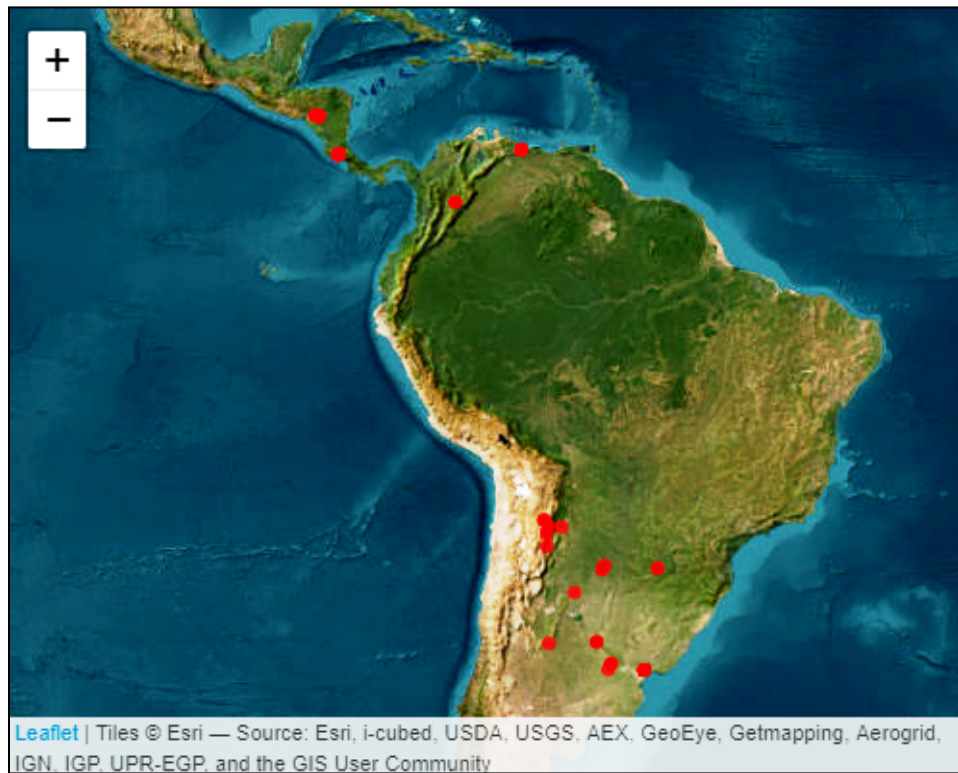 +
−
Leaflet | Tiles © Esri — Source: Esri, i-cubed, USDA, USGS, AEX, GeoEye, Getmapping, Aerogrid,
IGN, IGP, UPR-EGP, and the GIS User Community